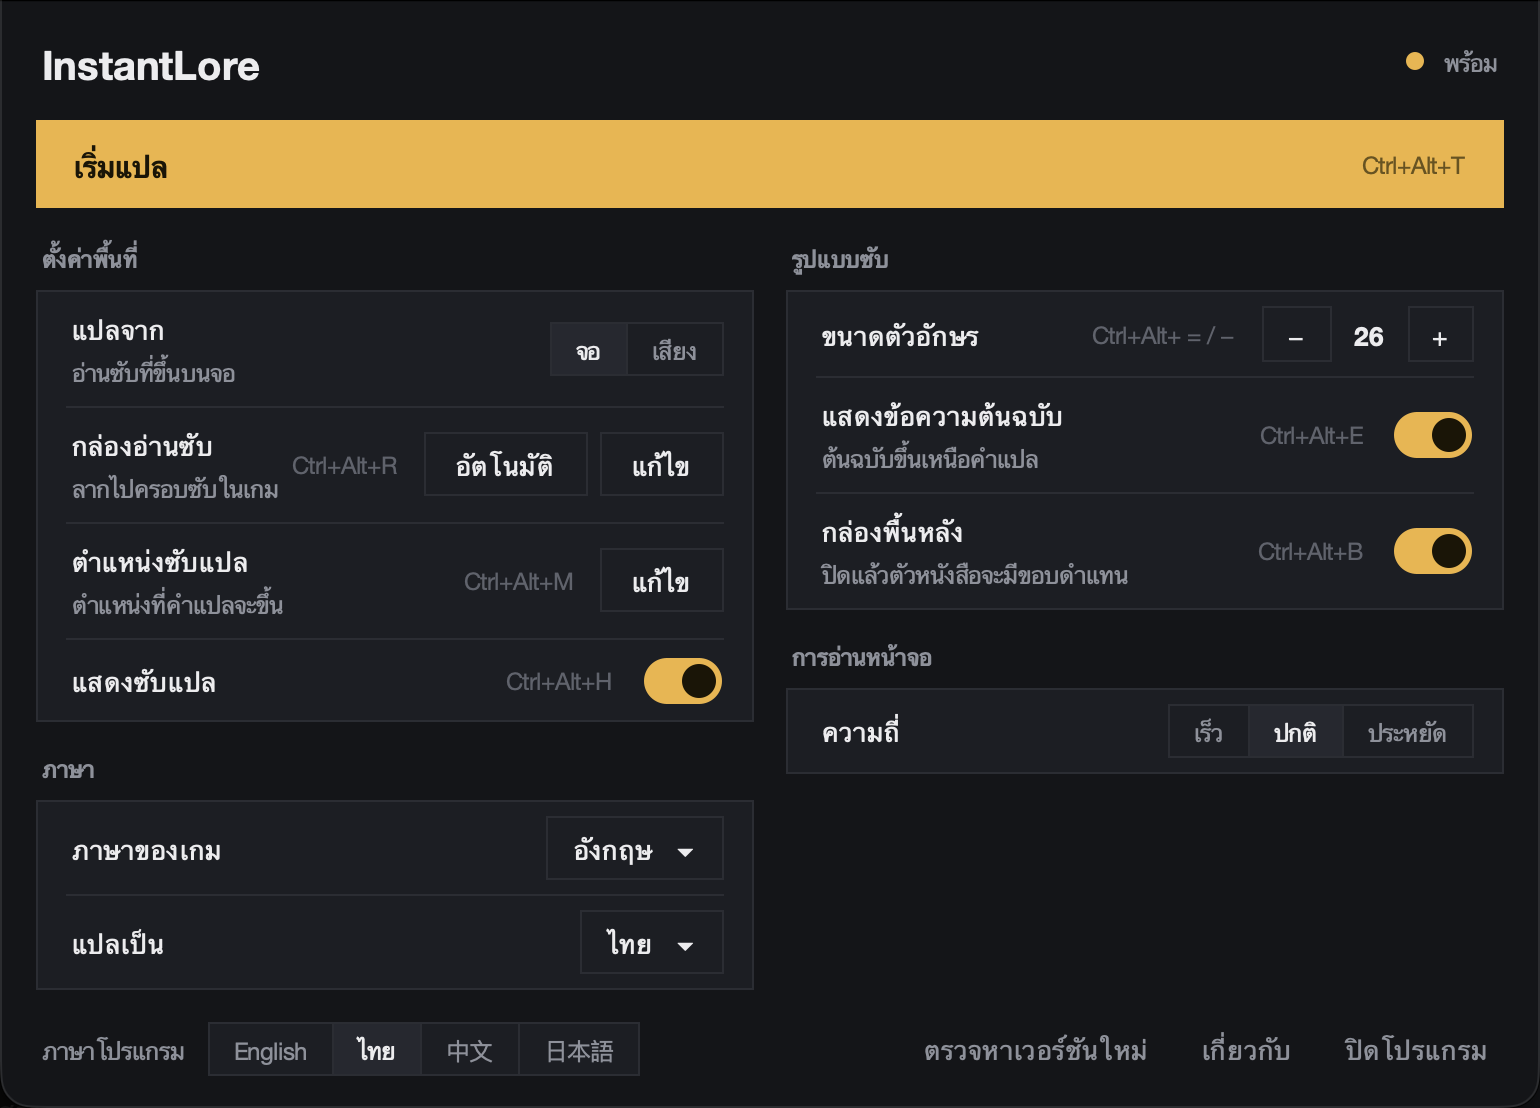 InstantLore
พร้อม
เริ่มแปล Ctrl+Alt+T
ตั้งค่าพื้นที่
แปลจาก
อ่านซับที่ขึ้นบนจอ
จอ เสียง
กล่องอ่านซับ
ลากไปครอบซับในเกม
Ctrl+Alt+R อัตโนมัติ แก้ไข
ตำแหน่งซับแปล
ตำแหน่งที่คำแปลจะขึ้น
Ctrl+Alt+M แก้ไข
แสดงซับแปล Ctrl+Alt+H
ภาษา
ภาษาของเกม อังกฤษ
แปลเป็น ไทย
รูปแบบซับ
ขนาดตัวอักษร Ctrl+Alt+ = / − − 26 +
แสดงข้อความต้นฉบับ
ต้นฉบับขึ้นเหนือคำแปล
Ctrl+Alt+E
กล่องพื้นหลัง
ปิดแล้วตัวหนังสือจะมีขอบดำแทน
Ctrl+Alt+B
การอ่านหน้าจอ
ความถี่ เร็ว ปกติ ประหยัด
ภาษาโปรแกรม English ไทย 中文 日本語
ตรวจหาเวอร์ชันใหม่ เกี่ยวกับ ปิดโปรแกรม